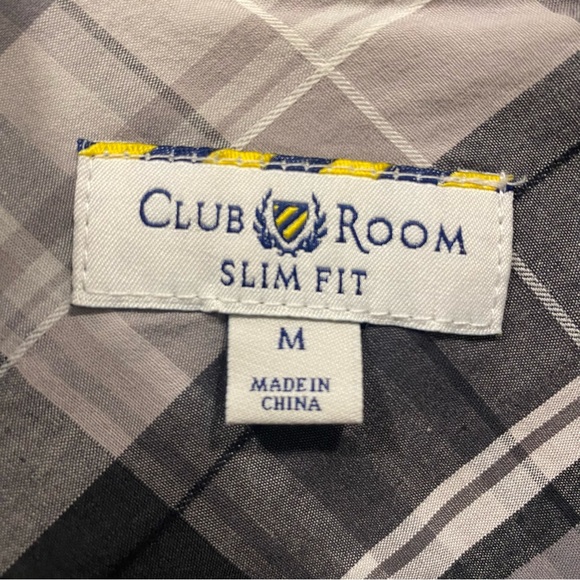 CLUB ROOM
SLIM FIT
M
MADE IN
CHINA